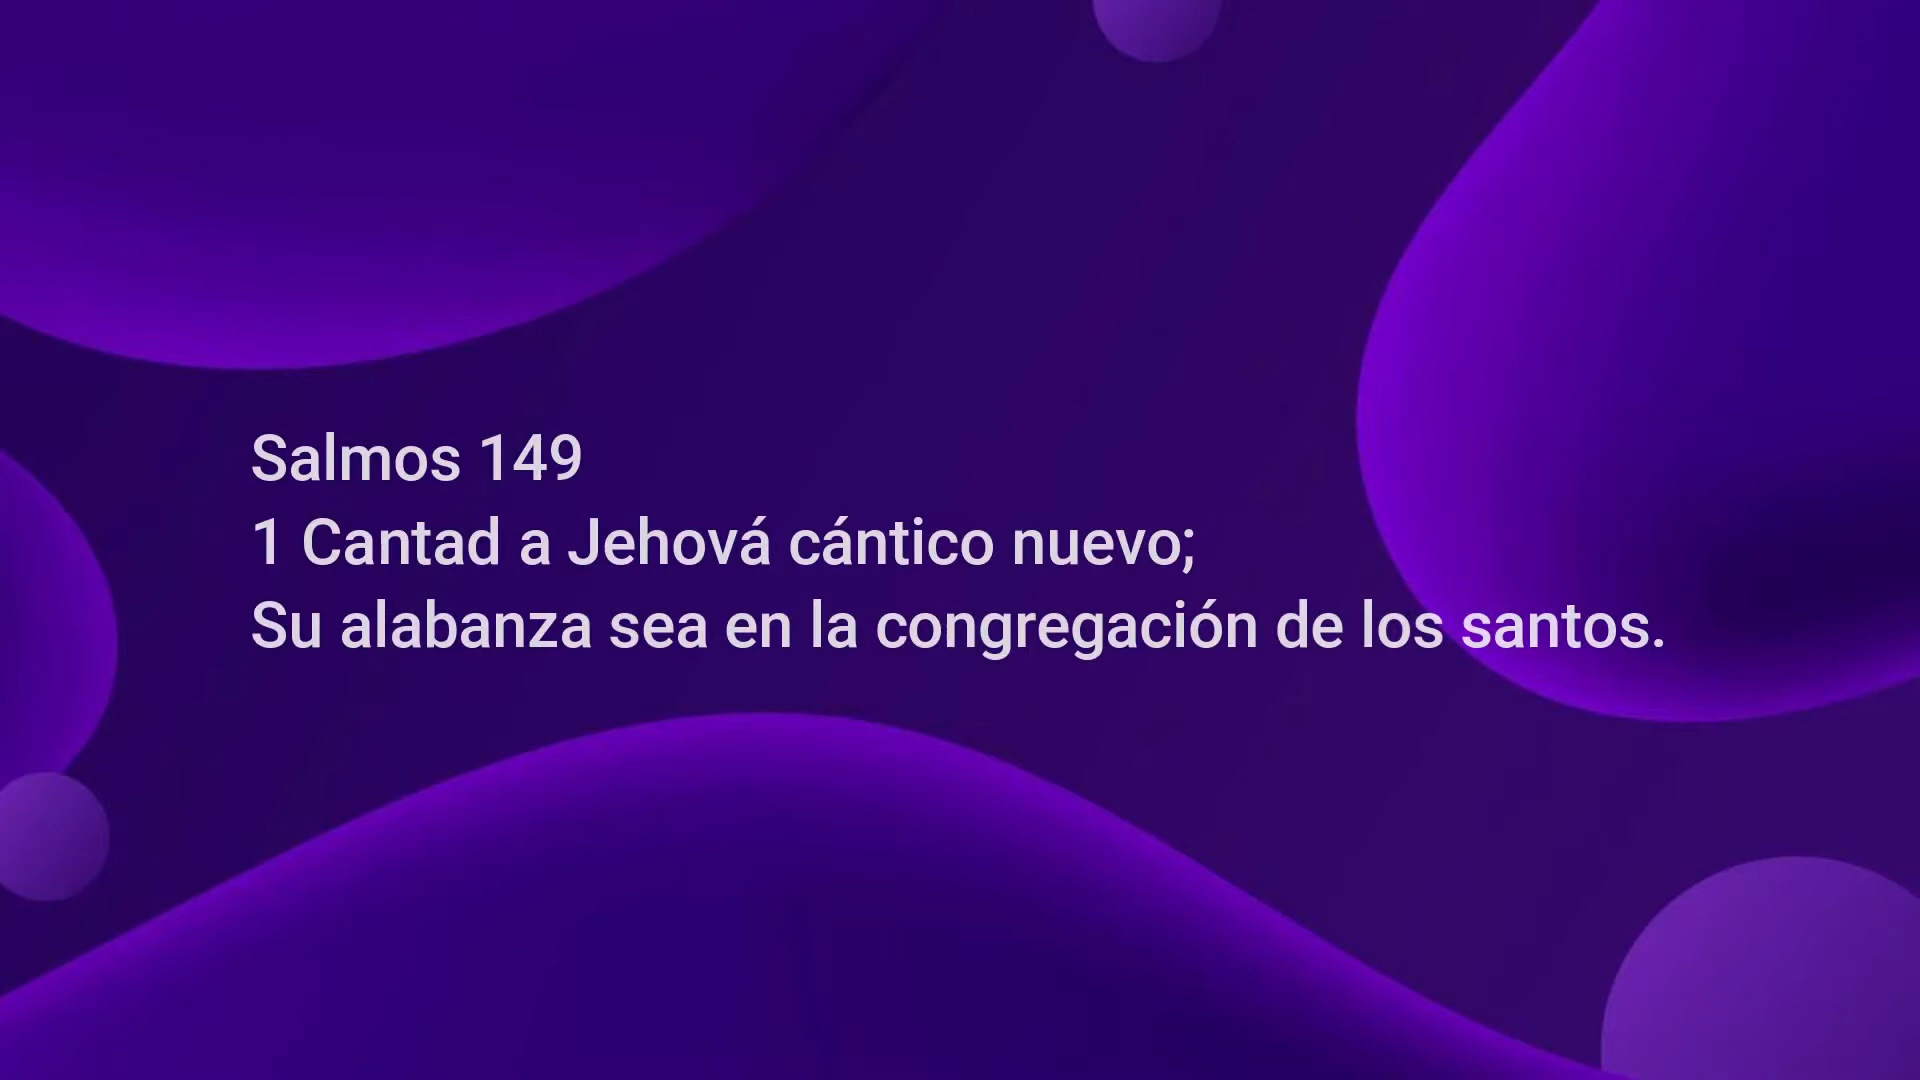 Salmos 149
1 Cantad a Jehová cántico nuevo;
Su alabanza sea en la congregación de los santos.